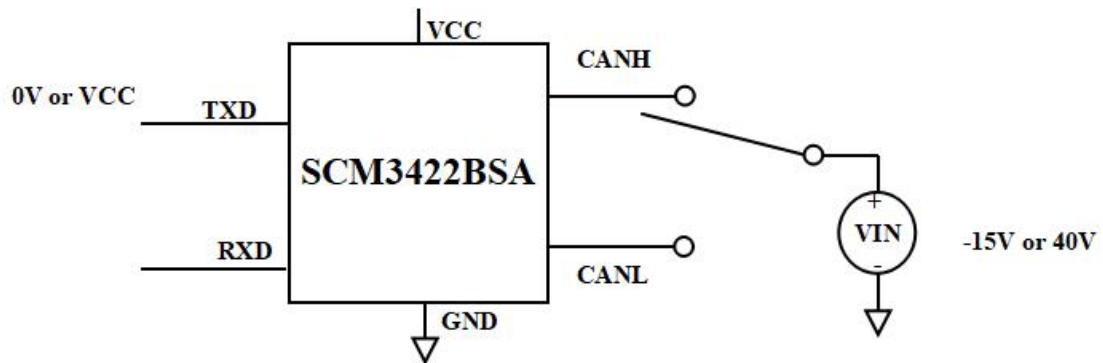 VCC
CANH
0V or VCC
TXD
SCM3422BSA
+
VIN
-
-15V or 40V
RXD
CANL
GND